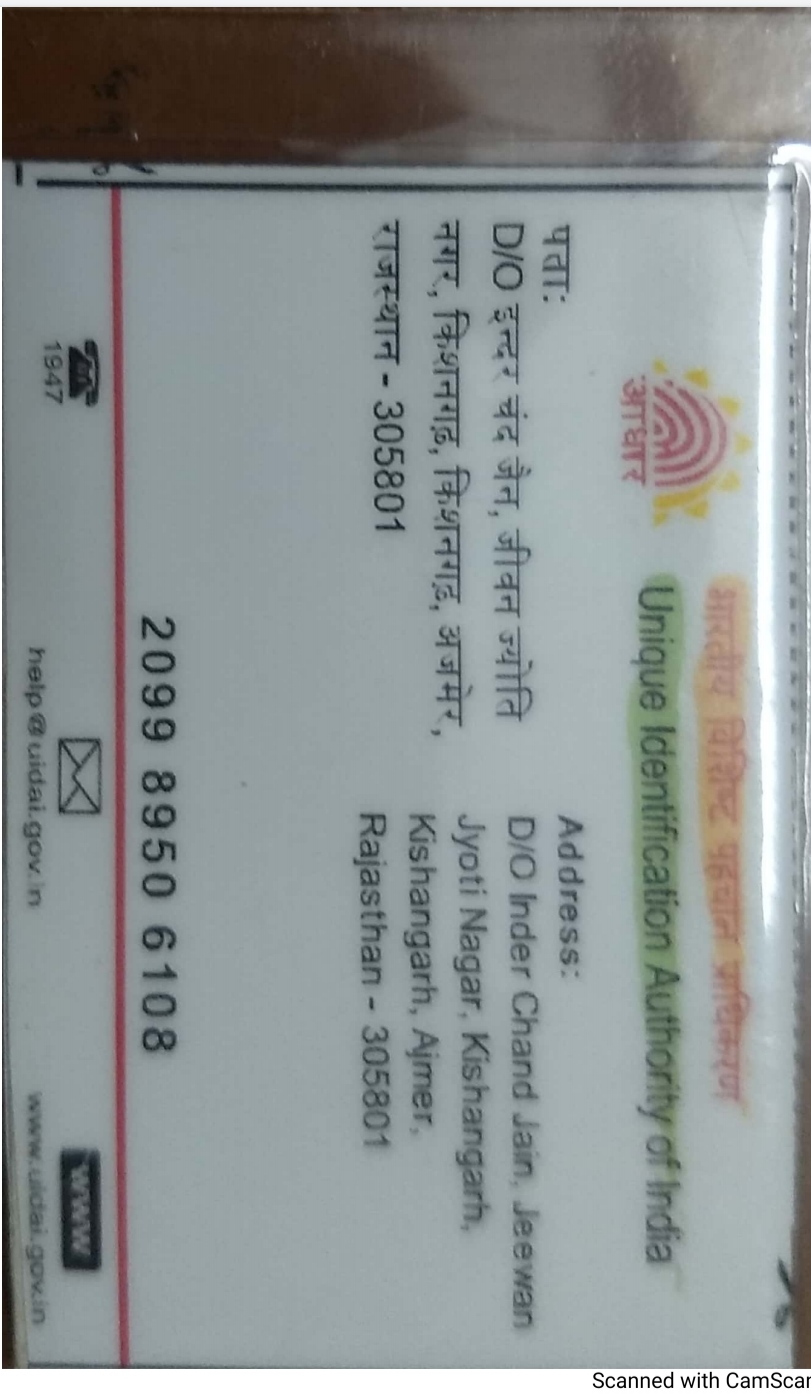 भारतीय विशिष्ट पहचान प्राधिकरण
Unique Identification Authority of India
आधार
पता:
D/O इन्दर चंद जैन, जीवन ज्योति
नगर, किशनगढ़, किशनगढ़, अजमेर,
राजस्थान - 305801
Address:
D/O Inder Chand Jain, Jeewan
Jyoti Nagar, Kishangarh,
Kishangarh, Ajmer,
Rajasthan - 305801
2099 8950 6108
1947
help@uidai.gov.in
www
www.uidai.gov.in
Scanned with CamScan